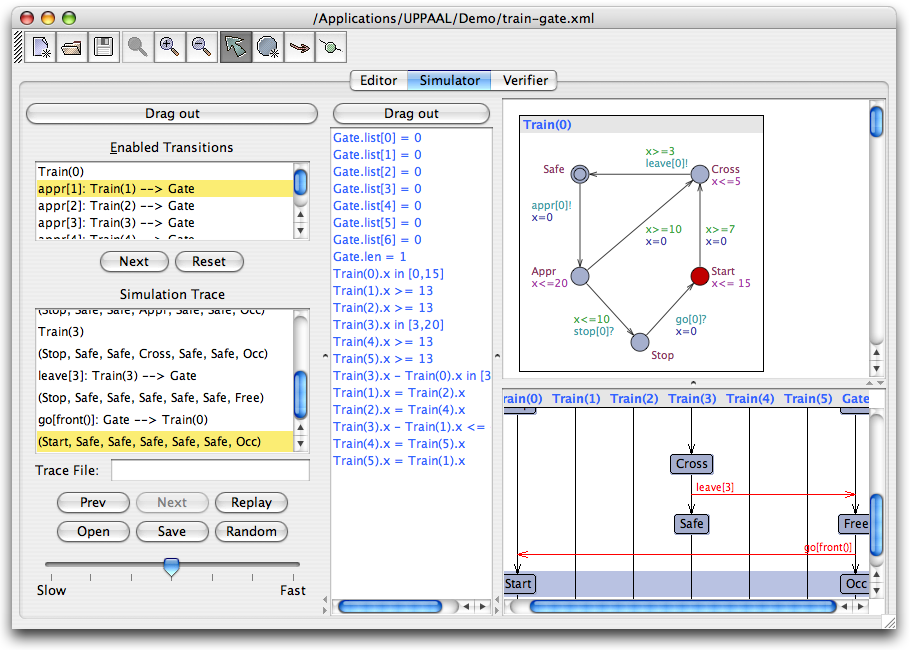 /Applications/UPPAAL/Demo/train-gate.xml
Editor
Simulator
Verifier
Drag out
Enabled Transitions
Train(0)
appr[1]: Train(1) --> Gate
appr[2]: Train(2) --> Gate
appr[3]: Train(3) --> Gate
appr[4]: Train(4) --> Gate
Next
Reset
Simulation Trace
(Stop, Safe, Safe, Appr, Safe, Safe, Occ)
Train(3)
(Stop, Safe, Safe, Cross, Safe, Safe, Occ)
leave[3]: Train(3) --> Gate
(Stop, Safe, Safe, Safe, Safe, Safe, Free)
go[front()]: Gate --> Train(0)
(Start, Safe, Safe, Safe, Safe, Safe, Occ)
Trace File:
Prev
Next
Replay
Open
Save
Random
Slow
Fast
Drag out
Gate.list[0] = 0
Gate.list[1] = 0
Gate.list[2] = 0
Gate.list[3] = 0
Gate.list[4] = 0
Gate.list[5] = 0
Gate.list[6] = 0
Gate.len = 1
Train(0).x in [0,15]
Train(1).x >= 13
Train(2).x >= 13
Train(3).x in [3,20]
Train(4).x >= 13
Train(5).x >= 13
Train(3).x - Train(0).x in [3
Train(1).x = Train(2).x
Train(2).x = Train(4).x
Train(3).x - Train(1).x <=
Train(4).x = Train(5).x
Train(5).x = Train(1).x
Train(0)
x>=3
leave[0]!
Safe
Cross
x<=5
appr[0]!
x=0
x>=10
x=0
x>=7
x=0
Appr
x<=20
Start
x<= 15
x<=10
stop[0]?
go[0]?
x=0
Stop
rain(0)
Train(1)
Train(2)
Train(3)
Train(4)
Train(5)
Gate
Cross
leave[3]
Safe
Free
go[front()]
Start
Occ